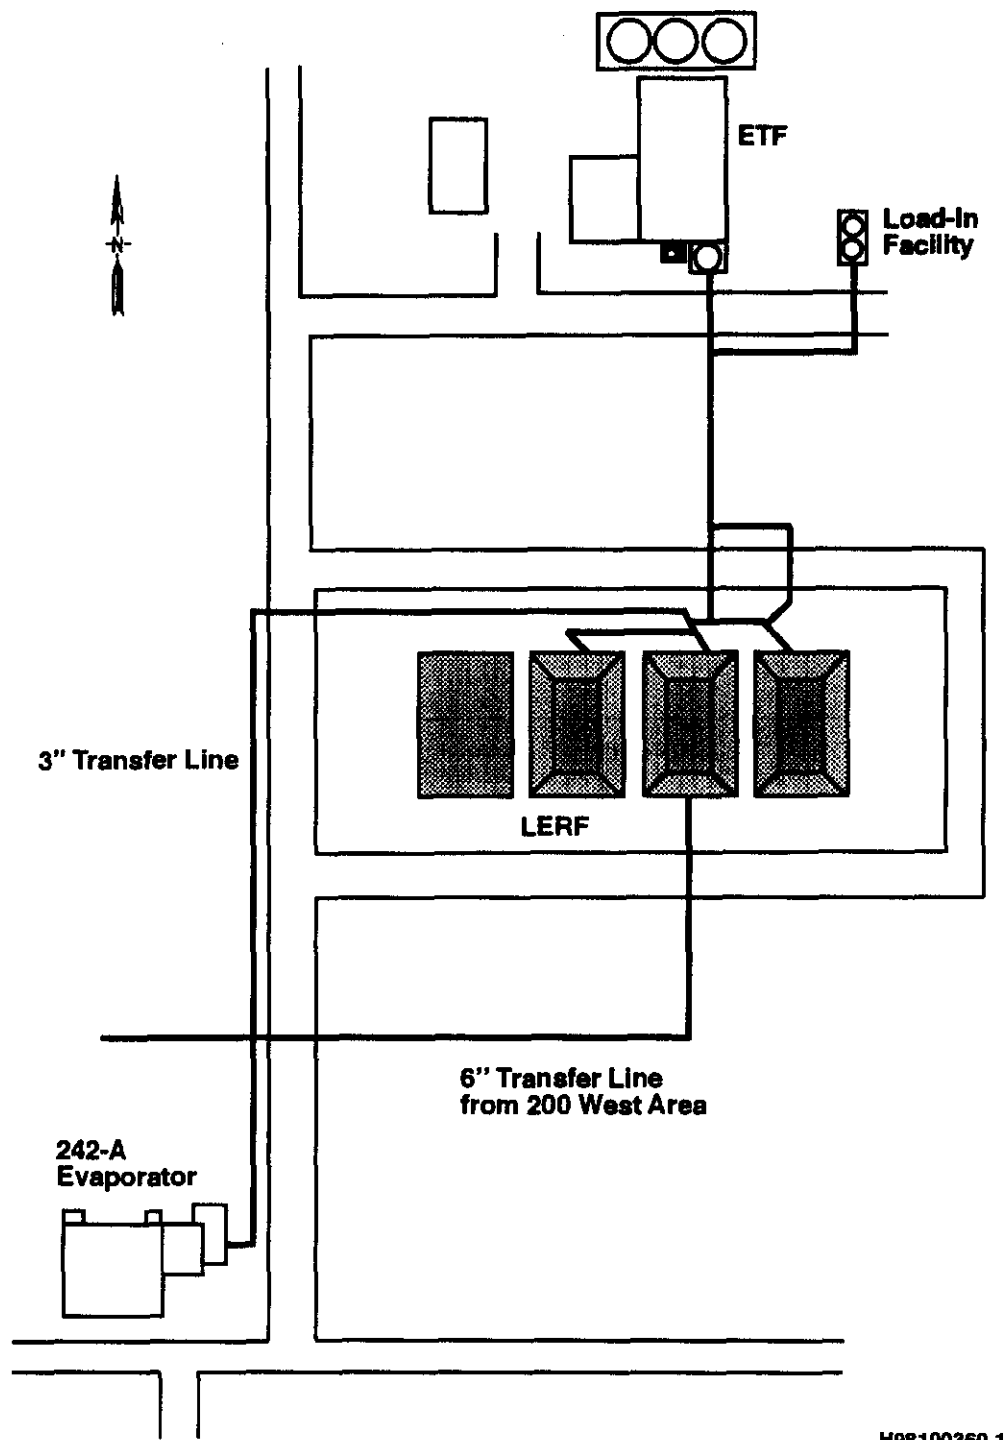 ETF
Load-In
Facility
N
3" Transfer Line
LERF
6" Transfer Line
from 200 West Area
242-A
Evaporator